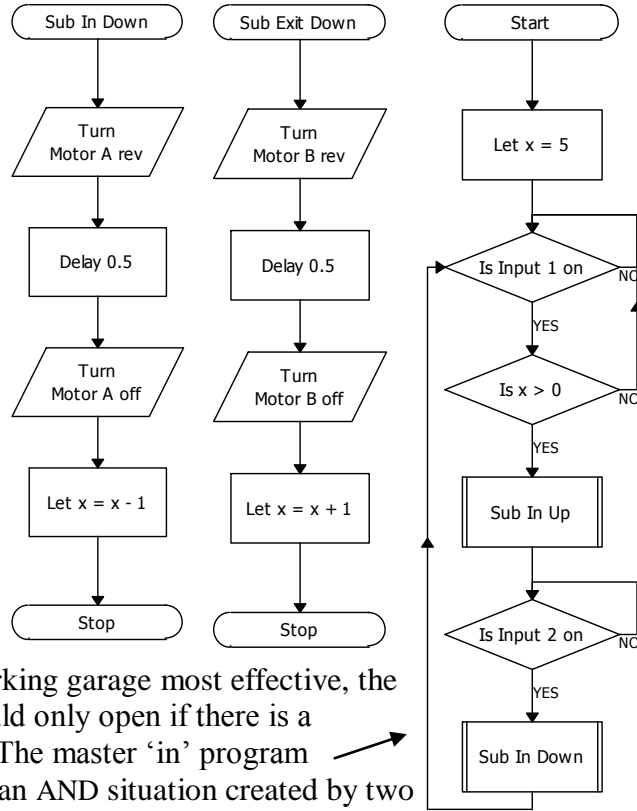 Sub In Down
Turn
Motor A rev
Delay 0.5
Turn
Motor A off
Let x = x - 1
Stop
Sub Exit Down
Turn
Motor B rev
Delay 0.5
Turn
Motor B off
Let x = x + 1
Stop
Start
Let x = 5
Is Input 1 on
NO
YES
Is x > 0
NO
YES
Sub In Up
Is Input 2 on
NO
YES
Sub In Down
rking garage most effective, the
ld only open if there is a
The master ‘in’ program
an AND situation created by two